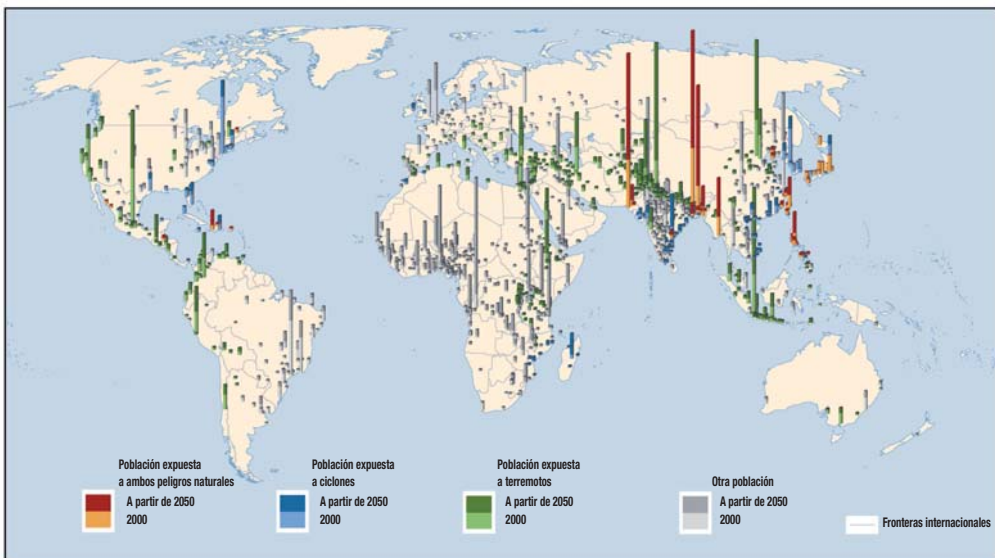 Población expuesta
a ambos peligros naturales
A partir de 2050
2000
Población expuesta
a ciclones
A partir de 2050
2000
Población expuesta
a terremotos
A partir de 2050
2000
Otra población
A partir de 2050
2000
Fronteras internacionales